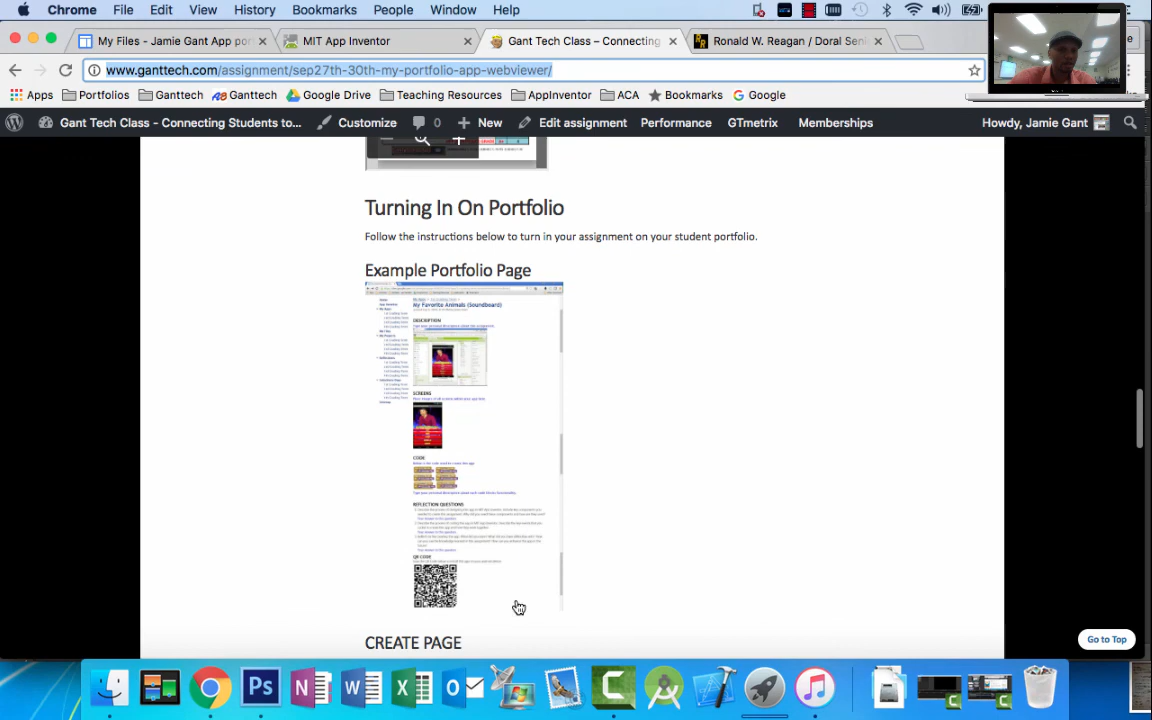 Chrome File Edit View History Bookmarks People Window Help
My Files - Jamie Gant App por
MIT App Inventor
Gant Tech Class – Connecting
Ronald W. Reagan / Doral Seni
www.ganttech.com/assignment/sep27th-30th-my-portfolio-app-webviewer/
Apps Portfolios Ganttech Ganttech Google Drive Teaching Resources AppInventor ACA Bookmarks Google
Gant Tech Class – Connecting Students to... Customize 0 New Edit assignment Performance GTmetrix Memberships Howdy, Jamie Gant
Turning In On Portfolio
Follow the instructions below to turn in your assignment on your student portfolio.
Example Portfolio Page
My Favorite Animals (Soundboard)
DESCRIPTION
SCREENS
CODE
REFLECTION QUESTIONS
QR CODE
CREATE PAGE
Go to Top